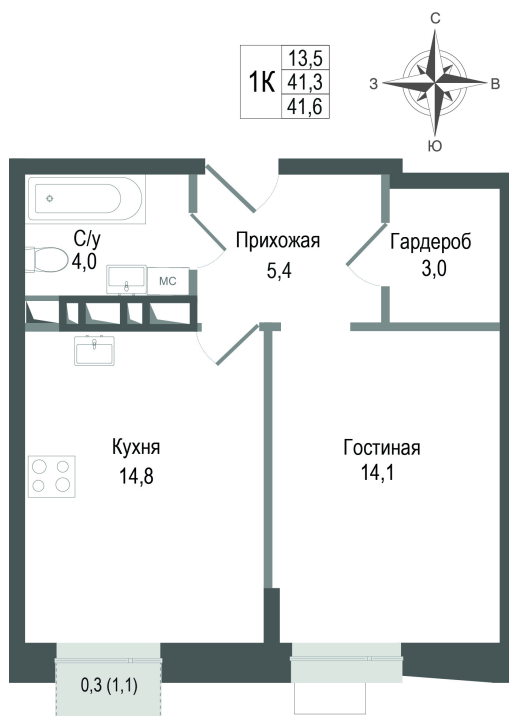 С
З
В
Ю
1К
13,5
41,3
41,6
С/у
4,0
МС
Прихожая
5,4
Гардероб
3,0
Кухня
14,8
Гостиная
14,1
0,3 (1,1)